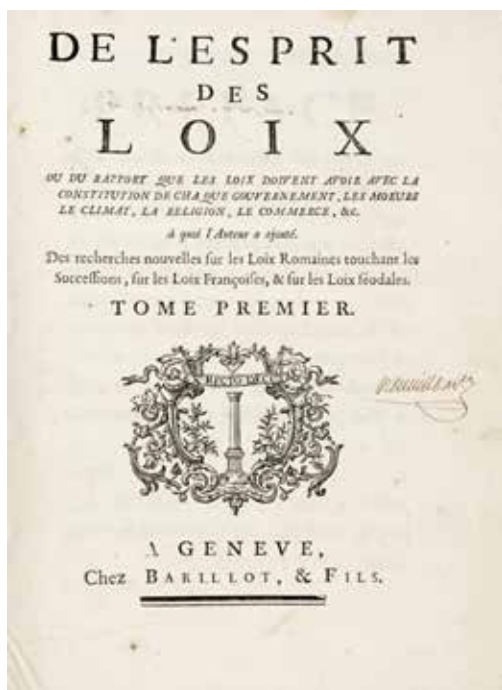 DE L'ESPRIT
DES
LOIX
OU DU RAPPORT QUE LES LOIX DOIVENT AVOIR AVEC LA
CONSTITUTION DE CHAQUE GOUVERNEMENT, LES MOEURS
LE CLIMAT, LA RELIGION, LE COMMERCE, &c.
à quoi l'Auteur a ajouté.
Des recherches nouvelles sur les Loix Romaines touchant les
Successions, sur les Loix Françoises, & sur les Loix féodales.
TOME PREMIER.
RECTO
A GENEVE,
Chez BARILLOT, & FILS.